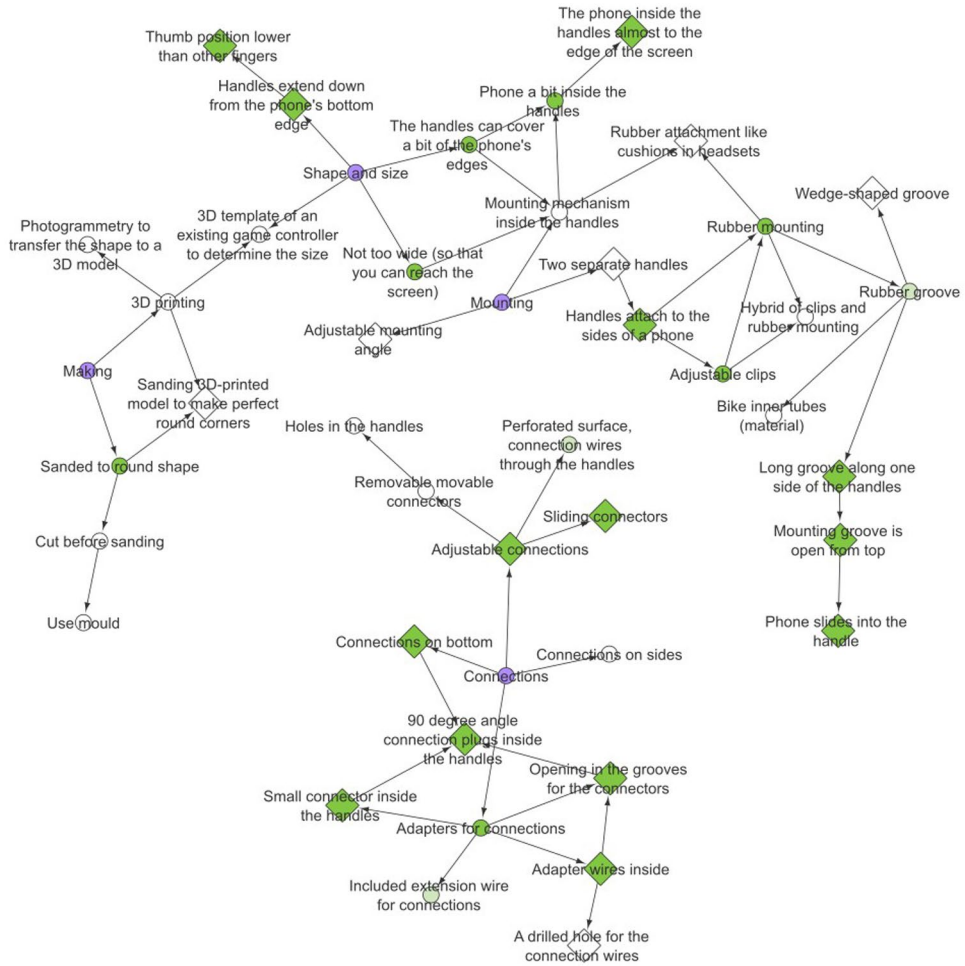 The phone inside the
handles almost to the
edge of the screen
Thumb position lower
than other fingers
Handles extend down
from the phone's bottom
edge
Phone a bit inside the
handles
The handles can cover
a bit of the phone's
edges
Rubber attachment like
cushions in headsets
Shape and size
Wedge-shaped groove
Mounting mechanism
inside the handles
3D template of an
existing game controller
to determine the size
Photogrammetry to
transfer the shape to a
3D model
Rubber mounting
Not too wide (so that
you can reach the
screen)
Two separate handles
Rubber groove
3D printing
Mounting
Hybrid of clips and
rubber mounting
Handles attach to the
sides of a phone
Adjustable mounting
angle
Making
Adjustable clips
Sanding 3D-printed
model to make perfect
round corners
Bike inner tubes
(material)
Holes in the handles
Perforated surface,
connection wires
through the handles
Sanded to round shape
Long groove along one
side of the handles
Removable movable
connectors
Sliding connectors
Mounting groove is
open from top
Cut before sanding
Adjustable connections
Use mould
Phone slides into the
handle
Connections on bottom
Connections on sides
Connections
90 degree angle
connection plugs inside
the handles
Opening in the grooves
for the connectors
Small connector inside
the handles
Adapters for connections
Adapter wires inside
Included extension wire
for connections
A drilled hole for the
connection wires